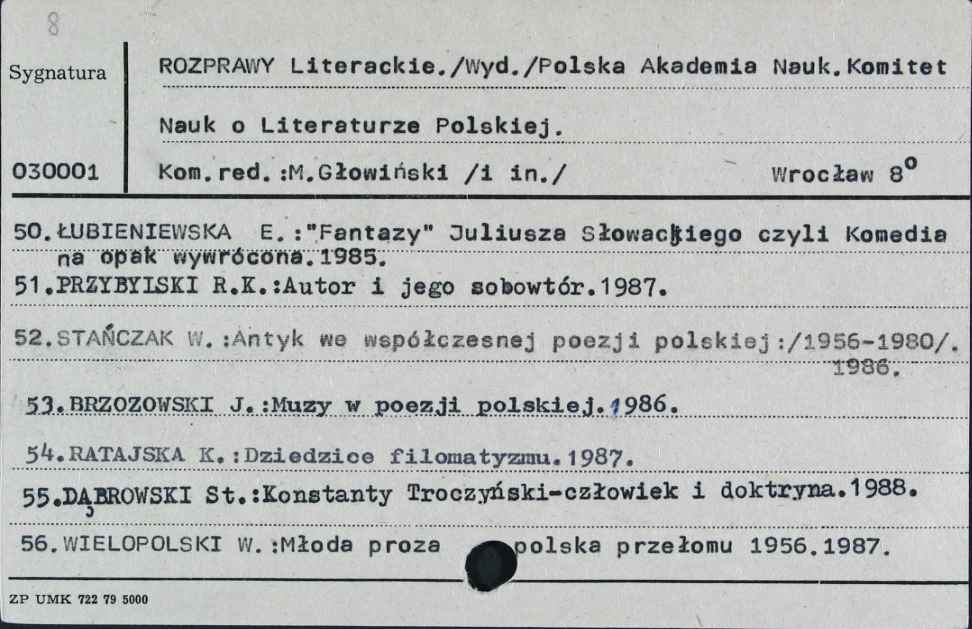 8
Sygnatura
ROZPRAWY Literackie./Wyd./Polska Akademia Nauk.Komitet
Nauk o Literaturze Polskiej.
030001
Kom.red.:M.Głowiński /i in./ Wrocław 8º
50.ŁUBIENIEWSKA E.:"Fantazy" Juliusza Słowackiego czyli Komedia
na opak wywrócona.1985.
51.PRZYBYLSKI R.K.:Autor i jego sobowtór.1987.
52.STAŃCZAK W.:Antyk we współczesnej poezji polskiej:/1956-1980/.
1986.
53.BRZOZOWSKI J.:Muzy w poezji polskiej.1986.
54.RATAJSKA K.:Dziedzice filomatyzmu.1987.
55.DĄBROWSKI St.:Konstanty Troczyński-człowiek i doktryna.1988.
56.WIELOPOLSKI W.:Młoda proza polska przełomu 1956.1987.
ZP UMK 722 79 5000